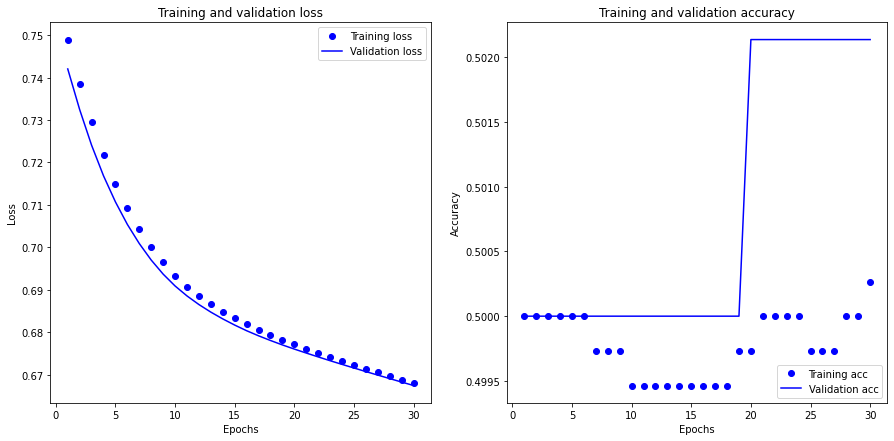 Training and validation loss
Training loss
Validation loss
0.75
0.74
0.73
0.72
0.71
0.70
0.69
0.68
0.67
Loss
0
5
10
15
20
25
30
Epochs
Training and validation accuracy
0.5020
0.5015
0.5010
0.5005
0.5000
0.4995
Accuracy
Training acc
Validation acc
0
5
10
15
20
25
30
Epochs